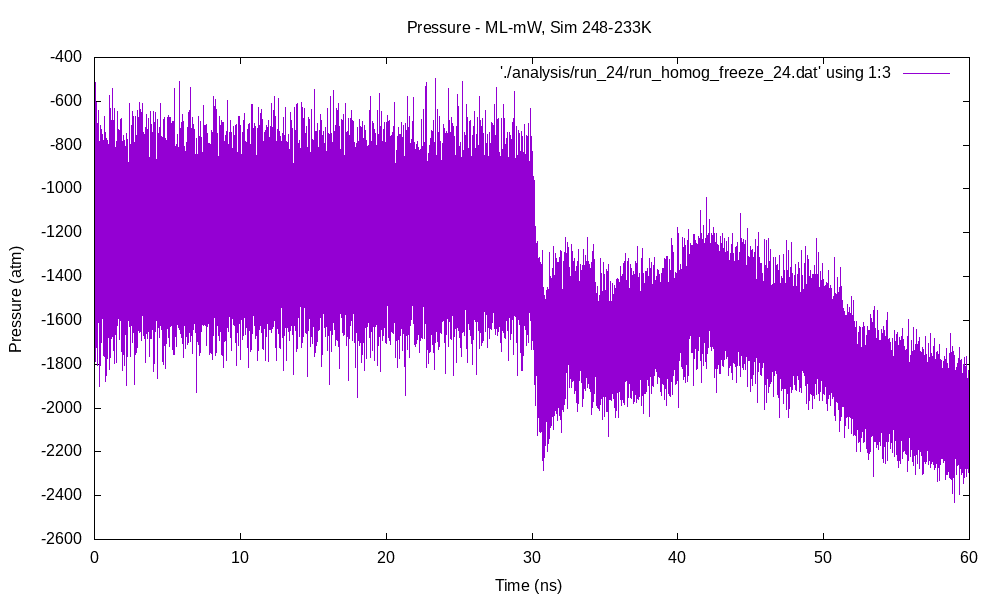 Pressure - ML-mW, Sim 248-233K
'./analysis/run_24/run_homog_freeze_24.dat' using 1:3
-400
-600
-800
-1000
-1200
-1400
-1600
-1800
-2000
-2200
-2400
-2600
Pressure (atm)
0 10 20 30 40 50 60
Time (ns)